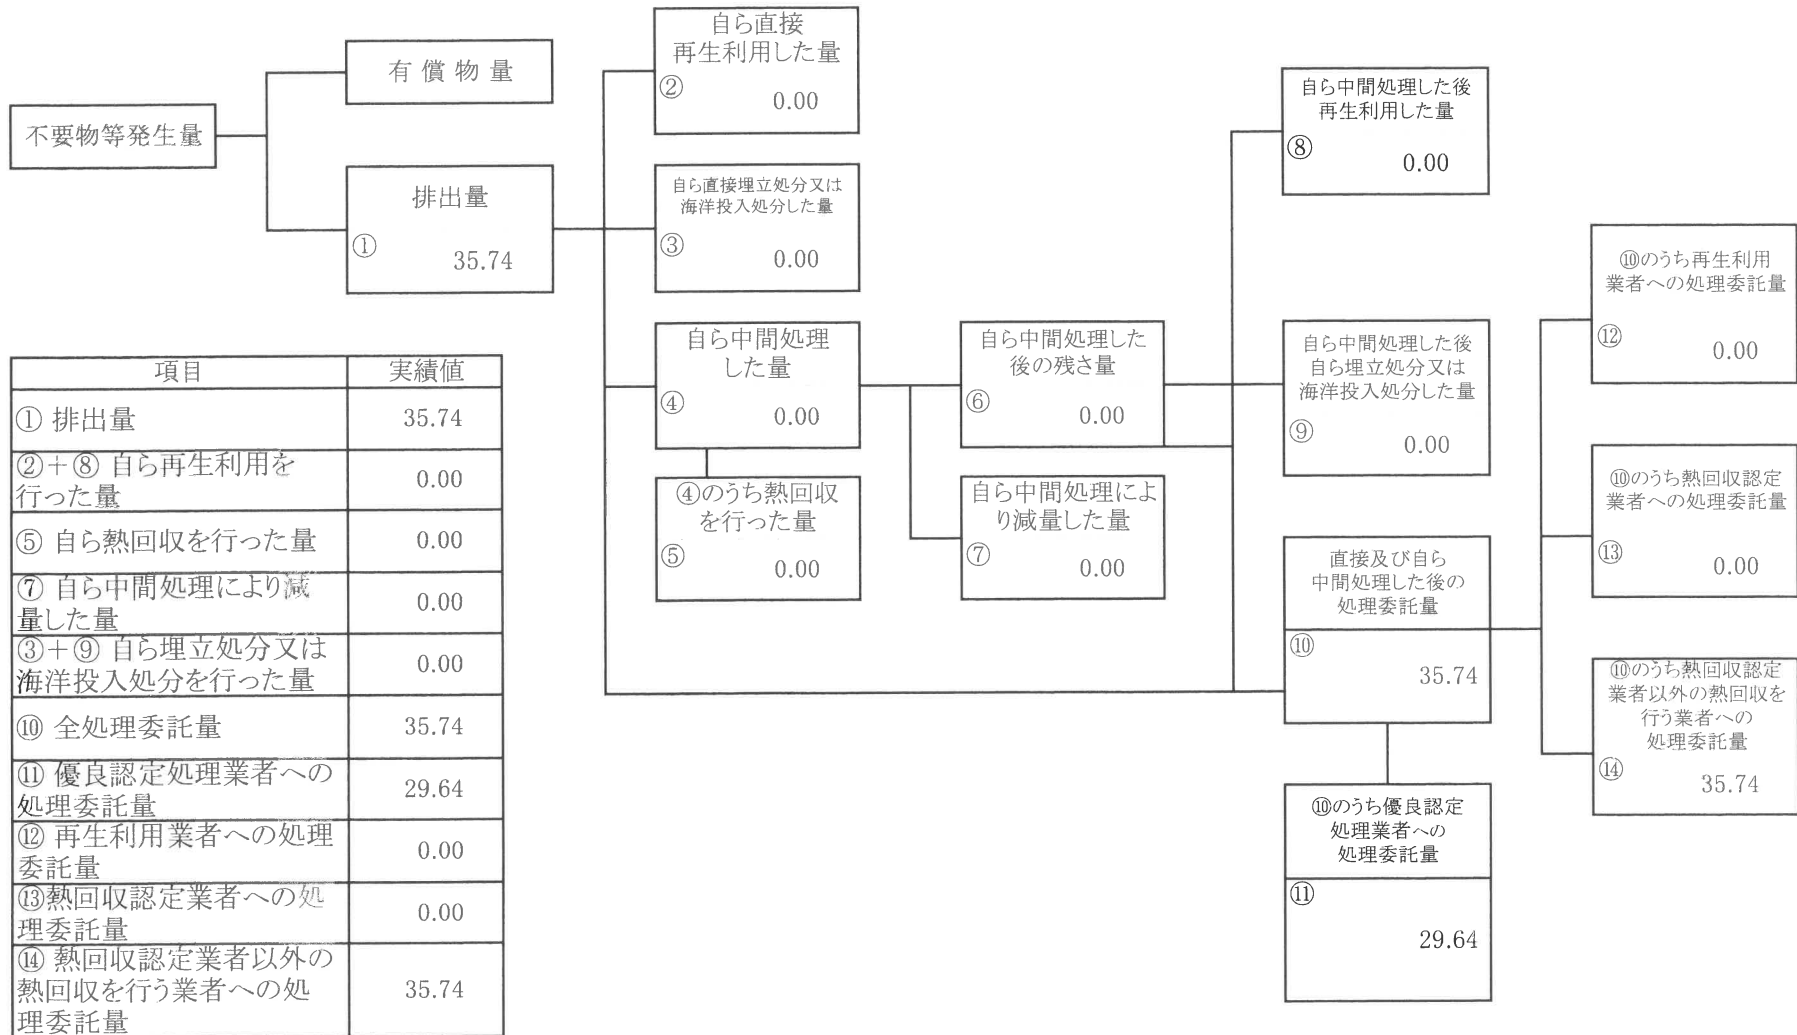 不要物等発生量
有償物量
排出量
①
35.74
自ら直接
再生利用した量
②
0.00
自ら直接埋立処分又は
海洋投入処分した量
③
0.00
自ら中間処理
した量
④
0.00
④のうち熱回収
を行った量
⑤
0.00
自ら中間処理した
後の残さ量
⑥
0.00
自ら中間処理によ
り減量した量
⑦
0.00
自ら中間処理した後
再生利用した量
⑧
0.00
自ら中間処理した後
自ら埋立処分又は
海洋投入処分した量
⑨
0.00
直接及び自ら
中間処理した後の
処理委託量
⑩
35.74
⑩のうち優良認定
処理業者への
処理委託量
⑪
29.64
⑩のうち再生利用
業者への処理委託量
⑫
0.00
⑩のうち熱回収認定
業者への処理委託量
⑬
0.00
⑩のうち熱回収認定
業者以外の熱回収を
行う業者への
処理委託量
⑭
35.74
項目 実績値
① 排出量 35.74
②+⑧ 自ら再生利用を
行った量 0.00
⑤ 自ら熱回収を行った量 0.00
⑦ 自ら中間処理により減
量した量 0.00
③+⑨ 自ら埋立処分又は
海洋投入処分を行った量 0.00
⑩ 全処理委託量 35.74
⑪ 優良認定処理業者への
処理委託量 29.64
⑫ 再生利用業者への処理
委託量 0.00
⑬熱回収認定業者への処
理委託量 0.00
⑭ 熱回収認定業者以外の
熱回収を行う業者への処
理委託量 35.74